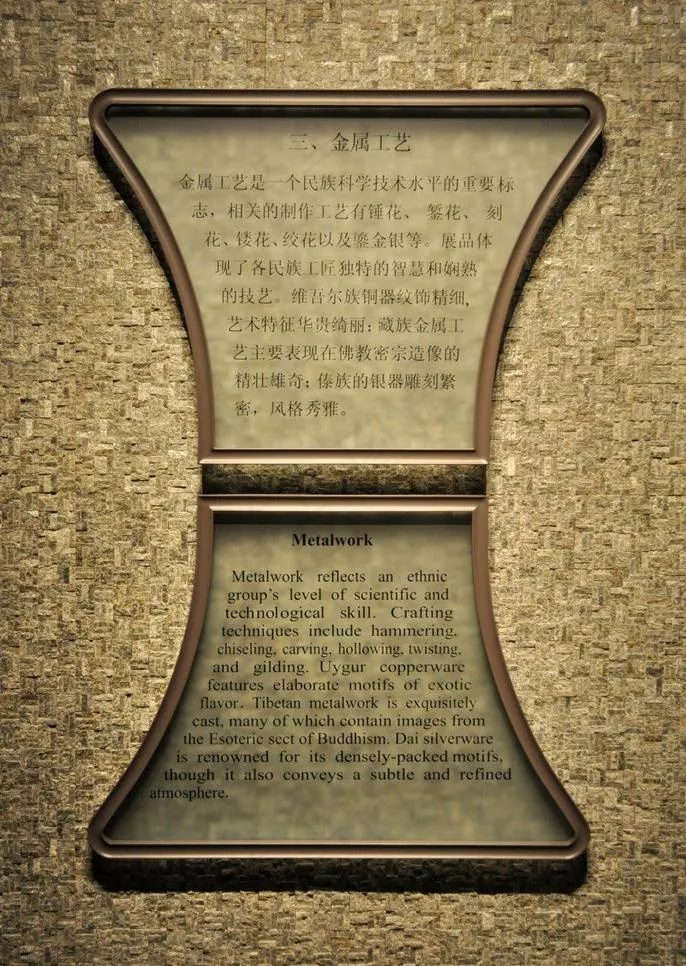 三、金属工艺
金属工艺是一个民族科学技术水平的重要标
志，相关的制作工艺有锤花、 錾花、 刻
花、镂花、绞花以及鎏金银等。展品体
现了各民族工匠独特的智慧和娴熟
的技艺。维吾尔族铜器纹饰精细，
艺术特征华贵绮丽；藏族金属工
艺主要表现在佛教密宗造像的
精壮雄奇；傣族的银器雕刻繁
密，风格秀雅。
Metalwork
Metalwork reflects an ethnic
group's level of scientific and
technological skill. Crafting
techniques include hammering,
chiseling, carving, hollowing, twisting,
and gilding. Uygur copperware
features elaborate motifs of exotic
flavor. Tibetan metalwork is exquisitely
cast, many of which contain images from
the Esoteric sect of Buddhism. Dai silverware
is renowned for its densely-packed motifs,
though it also conveys a subtle and refined
atmosphere.